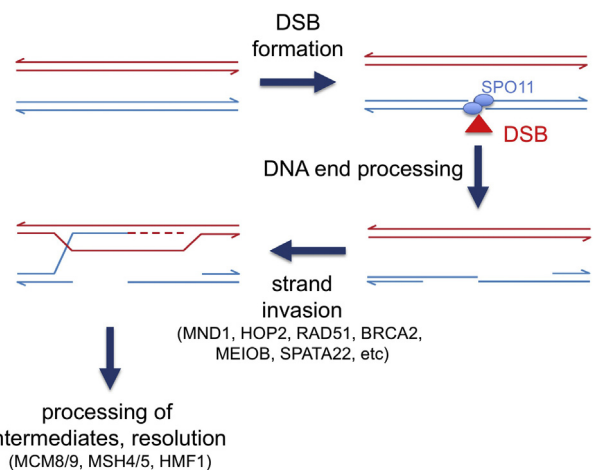 DSB
formation
SPO11
DSB
DNA end processing
strand
invasion
(MND1, HOP2, RAD51, BRCA2,
MEIOB, SPATA22, etc)
processing of
ntermediates, resolution
(MCM8/9, MSH4/5, HMF1)